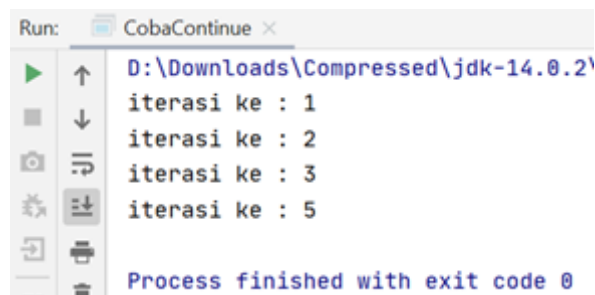 Run: CobaContinue
D:\Downloads\Compressed\jdk-14.0.2\
iterasi ke : 1
iterasi ke : 2
iterasi ke : 3
iterasi ke : 5
Process finished with exit code 0